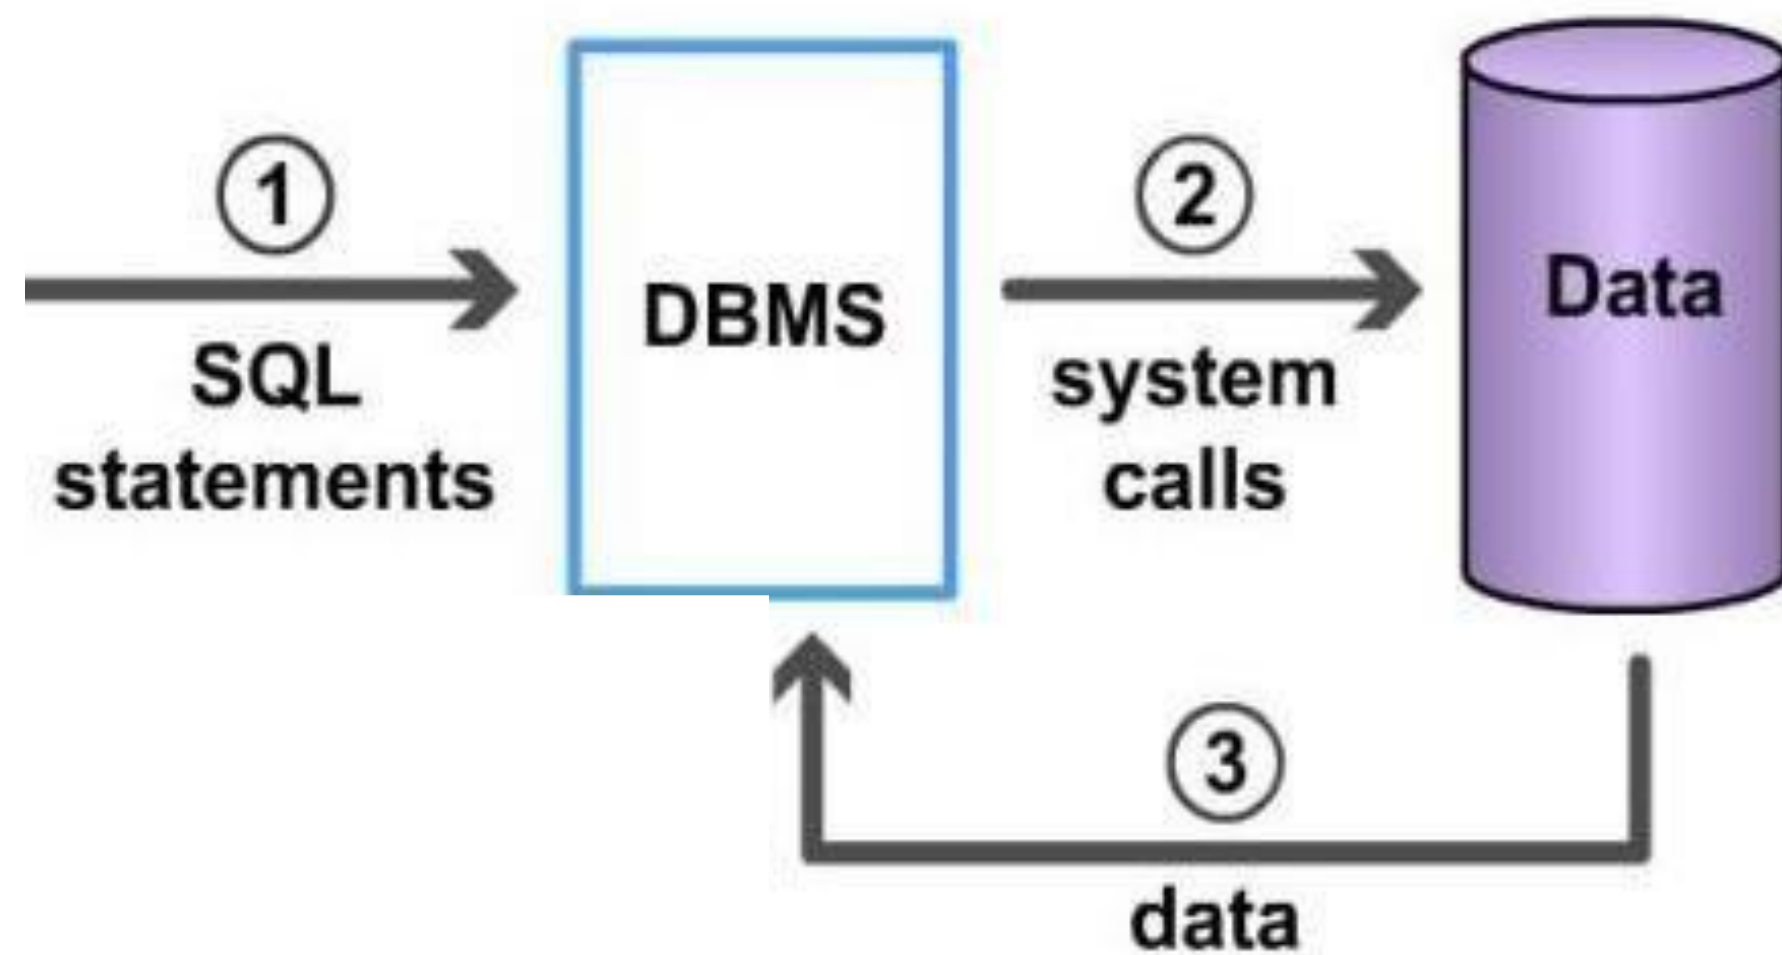 1
SQL
statements
DBMS
2
system
calls
Data
3
data